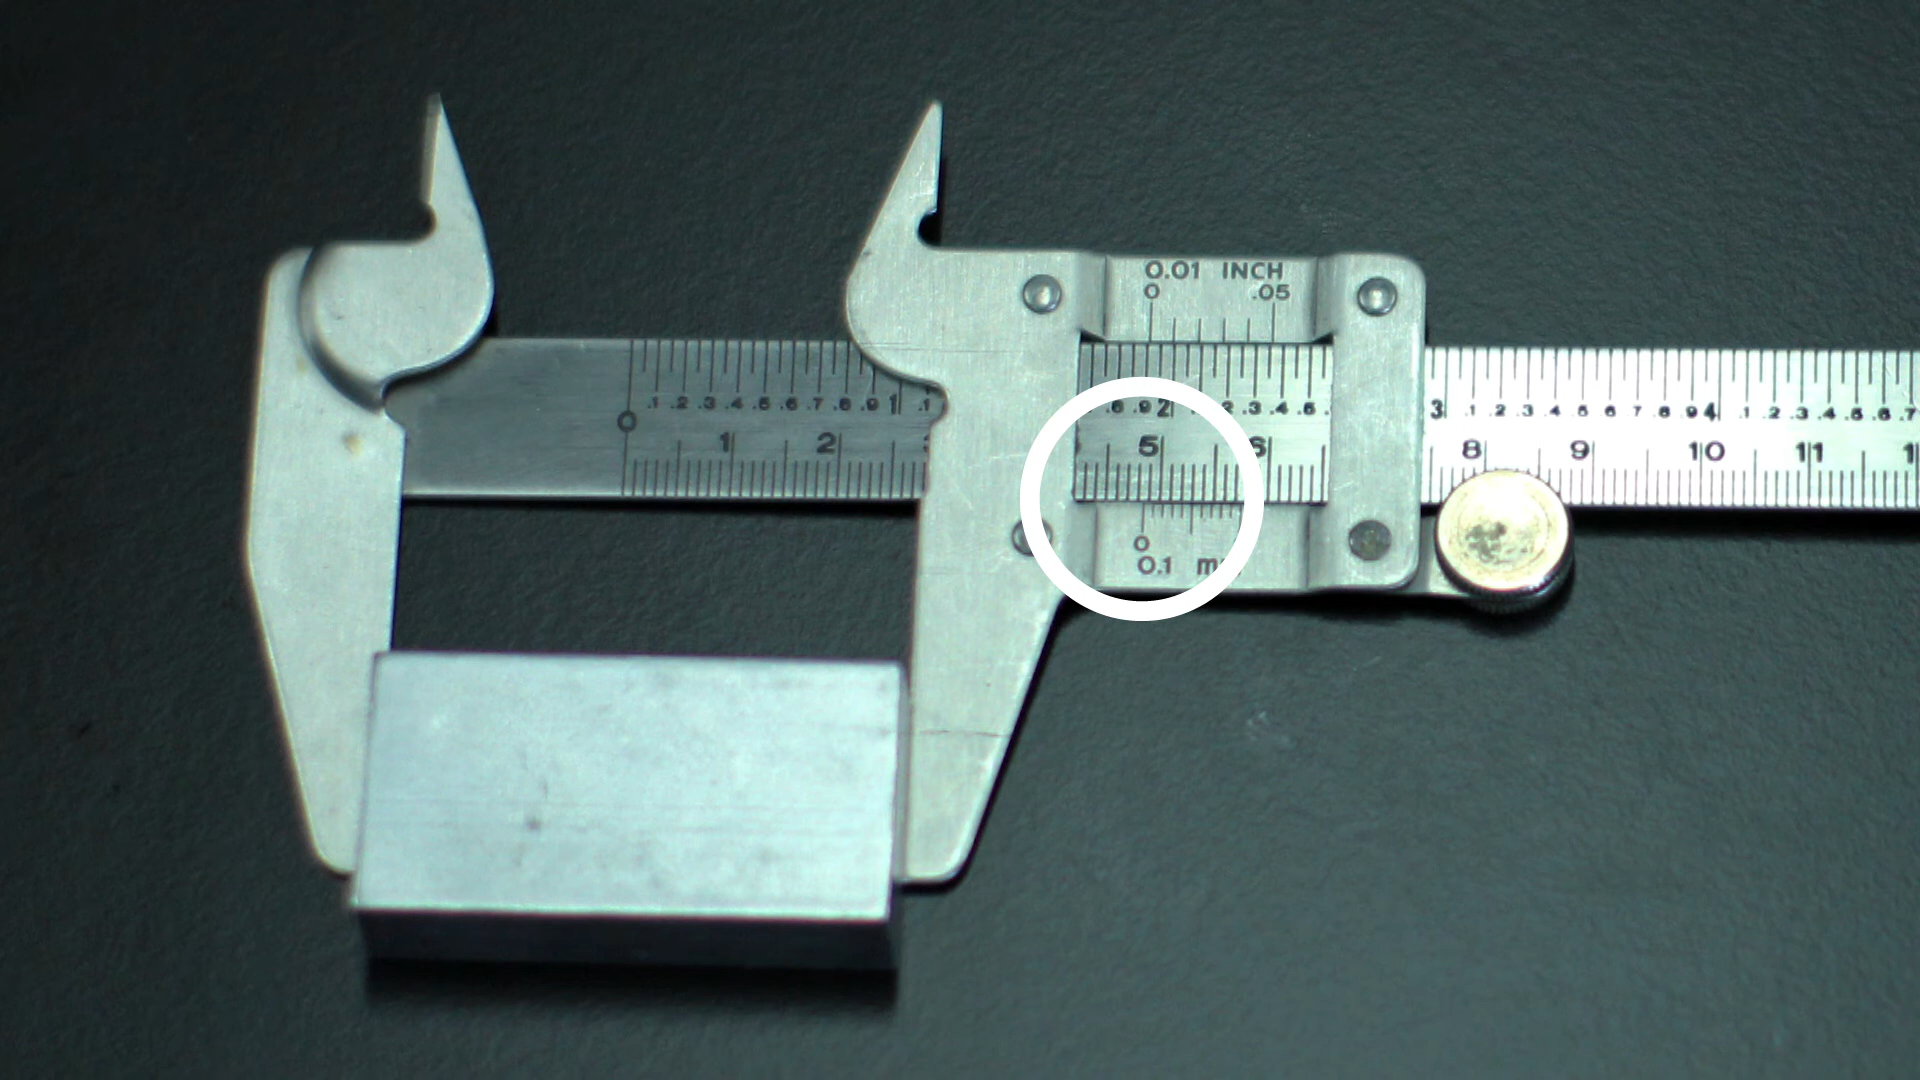 0.01 INCH
0 .05
0 .1 .2 .3 .4 .5 .6 .7 .8 .9 1 .1 .8 .9 2 .2 .3 .4 .5 3 .1 .2 .3 .4 .5 .6 .7 .8 .9 4 .1 .2 .3 .4 .5 .6 .7
1 2 5 6 8 9 10 11
0
0.1